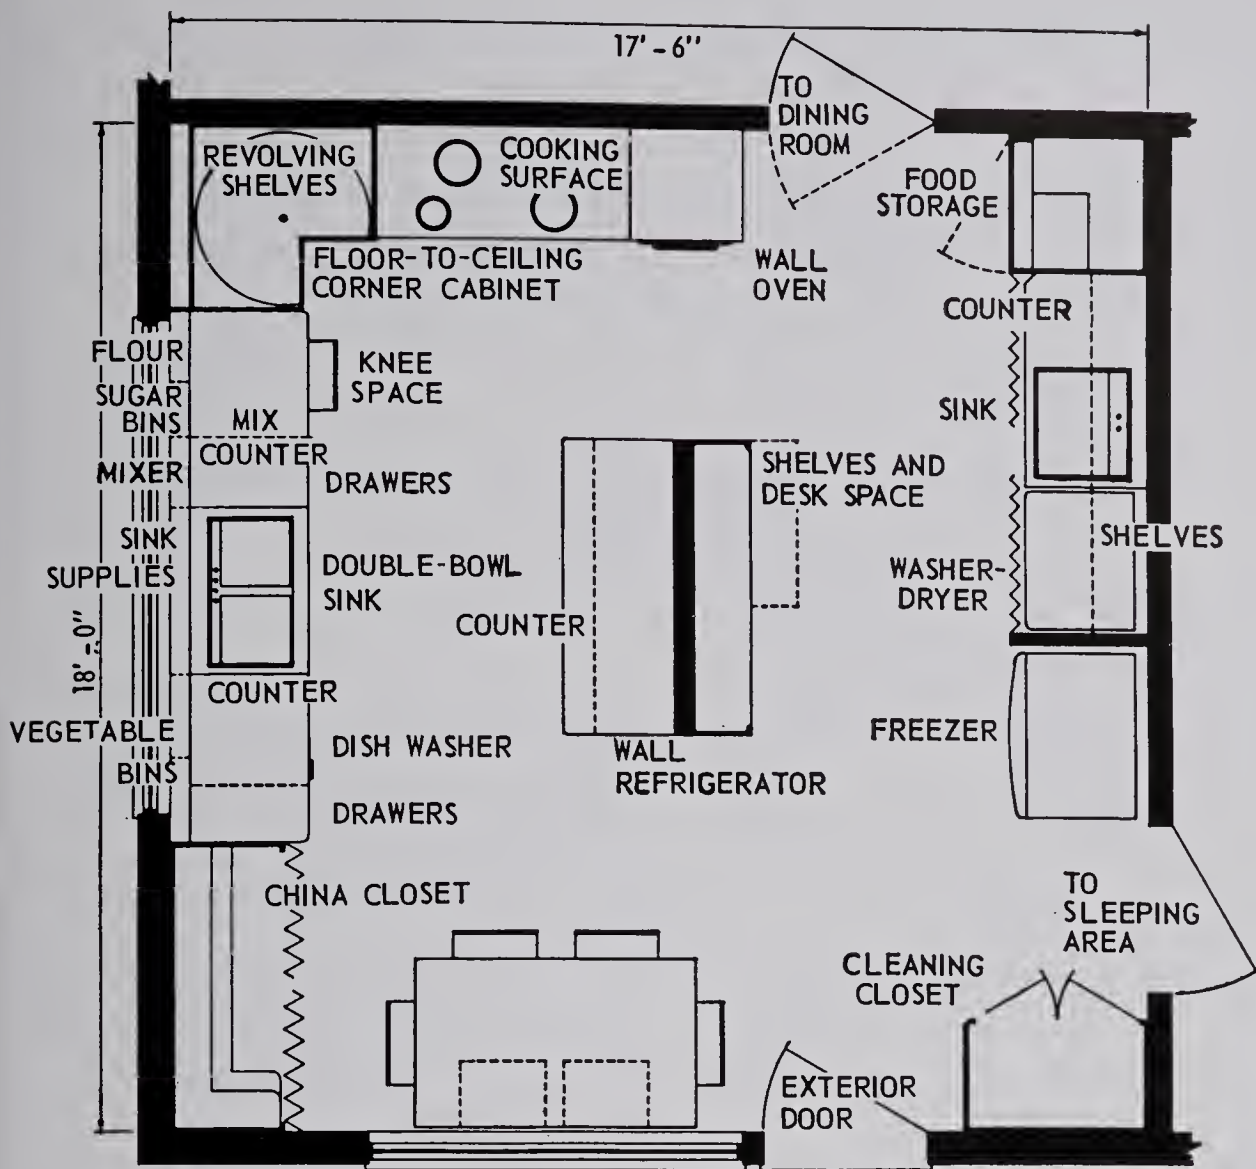 17'-6"
TO
DINING
ROOM
REVOLVING
SHELVES
COOKING
SURFACE
FOOD
STORAGE
FLOOR-TO-CEILING
CORNER CABINET
WALL
OVEN
COUNTER
FLOUR
SUGAR
BINS
KNEE
SPACE
MIX
COUNTER
SINK
MIXER
DRAWERS
SHELVES AND
DESK SPACE
SINK
SUPPLIES
DOUBLE-BOWL
SINK
COUNTER
WASHER-
DRYER
SHELVES
18'-0"
COUNTER
VEGETABLE
BINS
DISH WASHER
WALL
REFRIGERATOR
FREEZER
DRAWERS
CHINA CLOSET
TO
SLEEPING
AREA
CLEANING
CLOSET
EXTERIOR
DOOR